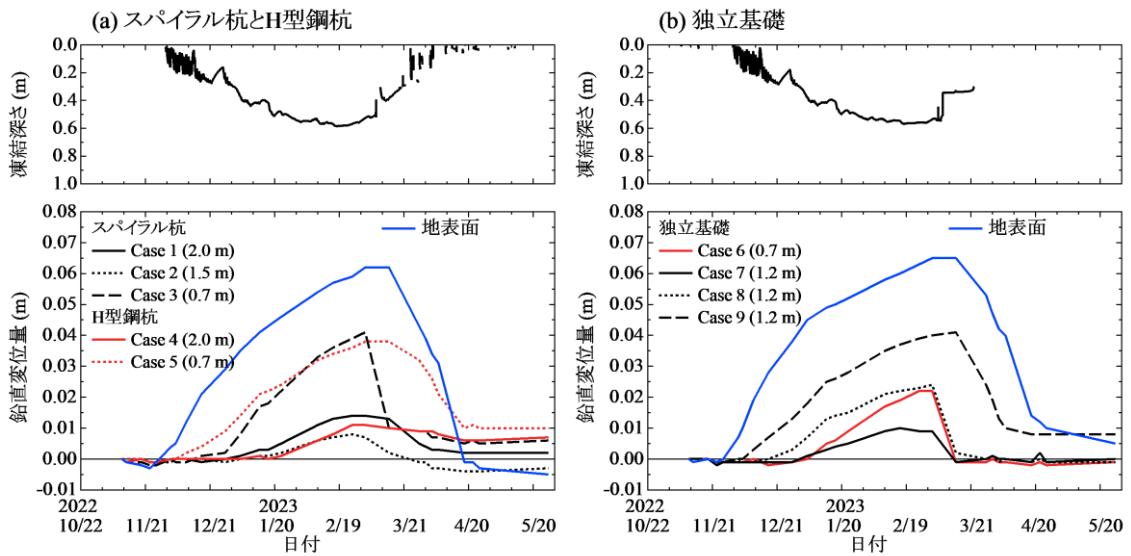 (a) スパイラル杭とH型鋼杭
0.0
0.2
0.4
0.6
0.8
1.0
凍結深さ (m)
0.08
0.07
0.06
0.05
0.04
0.03
0.02
0.01
0.00
-0.01
鉛直変位量 (m)
スパイラル杭
Case 1 (2.0 m)
Case 2 (1.5 m)
Case 3 (0.7 m)
H型鋼杭
Case 4 (2.0 m)
Case 5 (0.7 m)
地表面
2022 2023
10/22 11/21 12/21 1/20 2/19 3/21 4/20 5/20
日付
(b) 独立基礎
0.0
0.2
0.4
0.6
0.8
1.0
凍結深さ (m)
0.08
0.07
0.06
0.05
0.04
0.03
0.02
0.01
0.00
-0.01
鉛直変位量 (m)
独立基礎
Case 6 (0.7 m)
Case 7 (1.2 m)
Case 8 (1.2 m)
Case 9 (1.2 m)
地表面
2022 2023
10/22 11/21 12/21 1/20 2/19 3/21 4/20 5/20
日付